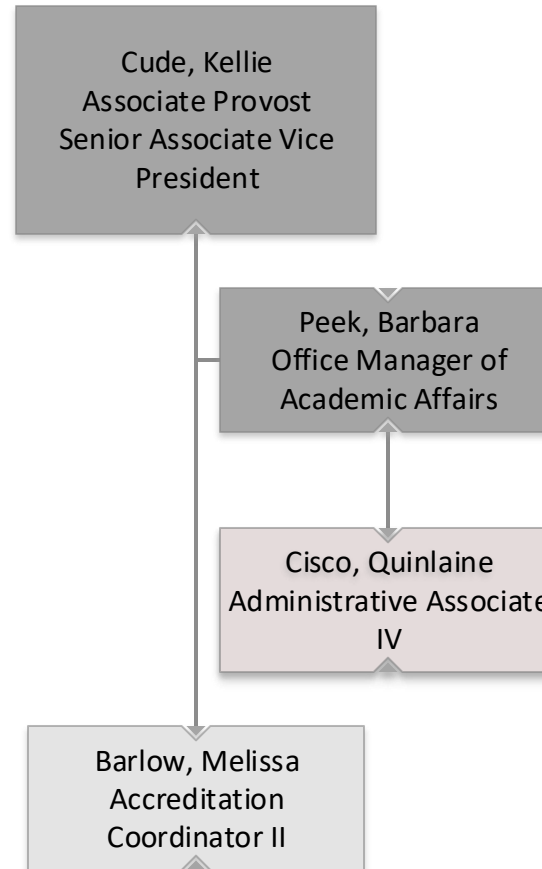 Cude, Kellie
Associate Provost
Senior Associate Vice
President
Peek, Barbara
Office Manager of
Academic Affairs
Cisco, Quinlaine
Administrative Associate
IV
Barlow, Melissa
Accreditation
Coordinator II